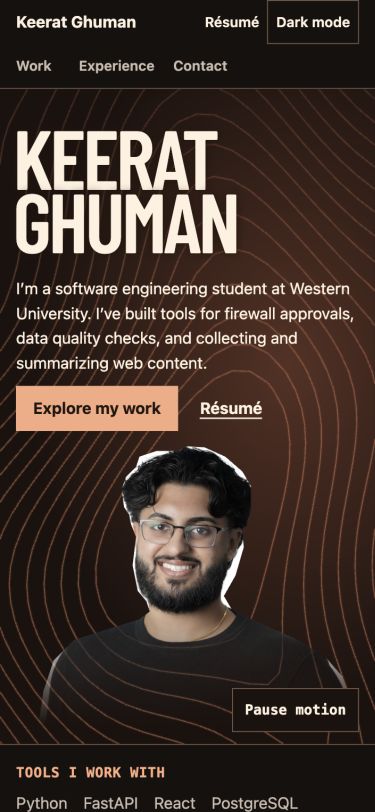 Keerat Ghuman
Résumé
Dark mode
Work
Experience
Contact
KEERAT
GHUMAN
I’m a software engineering student at Western
University. I’ve built tools for firewall approvals,
data quality checks, and collecting and
summarizing web content.
Explore my work
Résumé
Pause motion
TOOLS I WORK WITH
Python FastAPI React PostgreSQL